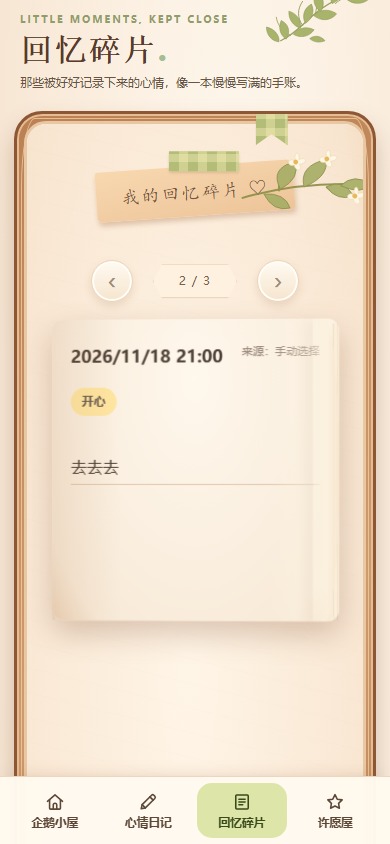 LITTLE MOMENTS, KEPT CLOSE
回忆碎片.
那些被好好记录下来的心情，像一本慢慢写满的手账。
我的回忆碎片 ♡
‹ 2 / 3 ›
2026/11/18 21:00 来源：手动选择
开心
去去去
企鹅小屋 心情日记 回忆碎片 许愿屋